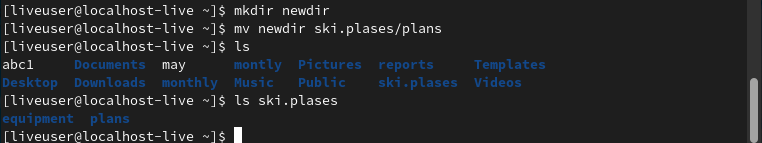 [liveuser@localhost-live ~]$ mkdir newdir
[liveuser@localhost-live ~]$ mv newdir ski.plases/plans
[liveuser@localhost-live ~]$ ls
abc1     Documents  may      montly  Pictures  reports     Templates
Desktop  Downloads  monthly  Music   Public    ski.plases  Videos
[liveuser@localhost-live ~]$ ls ski.plases
equipment  plans
[liveuser@localhost-live ~]$